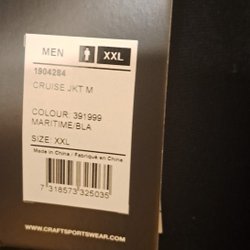 MEN XXL
1904284
CRUISE JKT M
COLOUR: 391999
MARITIME/BLA
SIZE: XXL
Made in China / Fabriqué en Chine
7 318573 325035
WWW.CRAFTSPORTSWEAR.COM